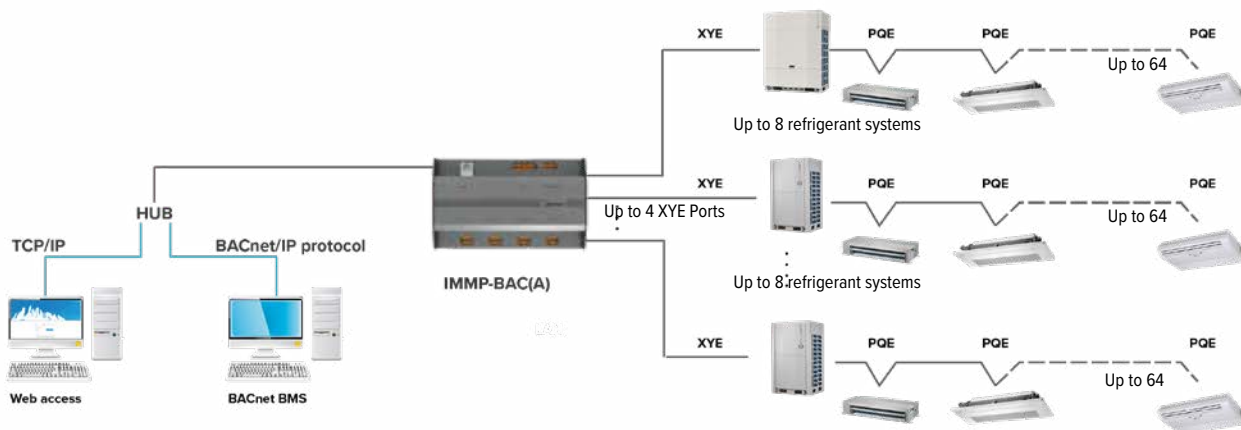 XYE
PQE
PQE
PQE
Up to 64
Up to 8 refrigerant systems
XYE
PQE
PQE
PQE
Up to 4 XYE Ports
Up to 64
HUB
TCP/IP
BACnet/IP protocol
IMMP-BAC(A)
Up to 8 refrigerant systems
XYE
PQE
PQE
PQE
Up to 64
Web access
BACnet BMS